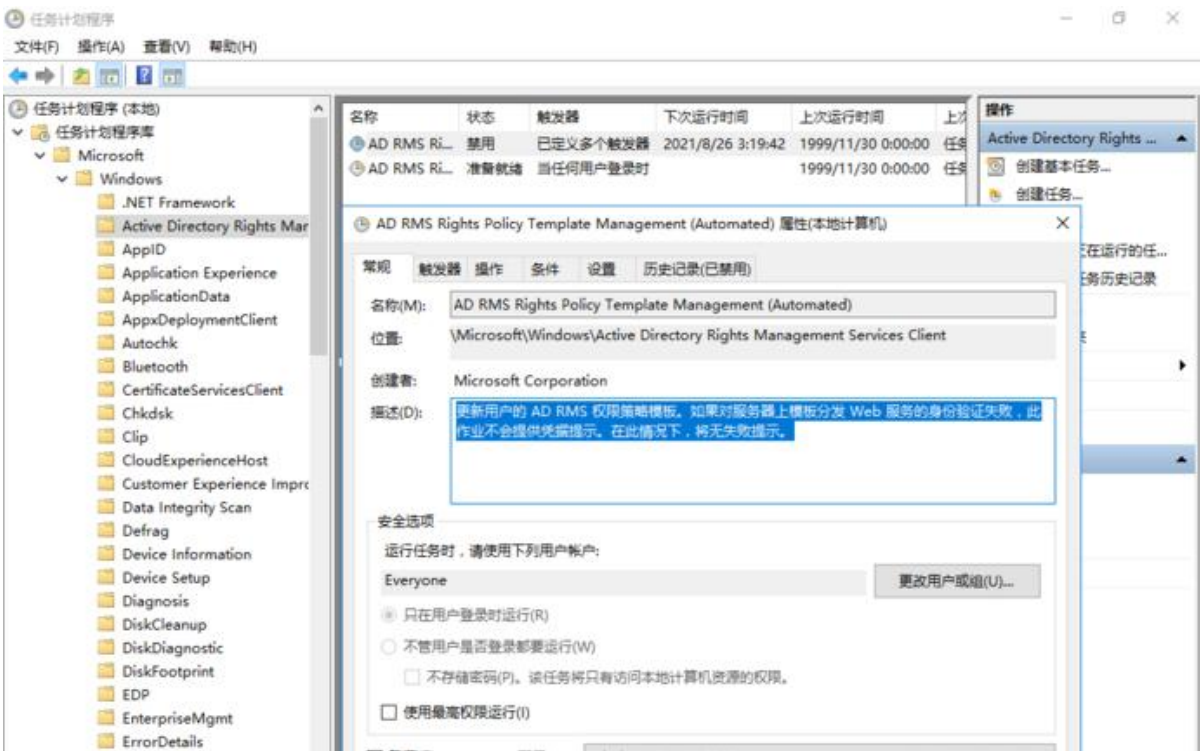 任务计划程序
文件(F) 操作(A) 查看(V) 帮助(H)
任务计划程序 (本地)
任务计划程序库
Microsoft
Windows
.NET Framework
Active Directory Rights Mar
AppID
Application Experience
ApplicationData
AppxDeploymentClient
Autochk
Bluetooth
CertificateServicesClient
Chkdsk
Clip
CloudExperienceHost
Customer Experience Impro
Data Integrity Scan
Defrag
Device Information
Device Setup
Diagnosis
DiskCleanup
DiskDiagnostic
DiskFootprint
EDP
EnterpriseMgmt
ErrorDetails
名称 状态 触发器 下次运行时间 上次运行时间 上次
AD RMS Ri... 禁用 已定义多个触发器 2021/8/26 3:19:42 1999/11/30 0:00:00 任务
AD RMS Ri... 准备就绪 当任何用户登录时 1999/11/30 0:00:00 任务
操作
Active Directory Rights ...
创建基本任务...
创建任务...
在运行的任...
务历史记录
AD RMS Rights Policy Template Management (Automated) 属性(本地计算机)
常规 触发器 操作 条件 设置 历史记录(已禁用)
名称(M): AD RMS Rights Policy Template Management (Automated)
位置: \Microsoft\Windows\Active Directory Rights Management Services Client
创建者: Microsoft Corporation
描述(D): 更新用户的 AD RMS 权限策略模板。如果对服务器上模板分发 Web 服务的身份验证失败，此
作业不会提供凭据提示。在此情况下，将无失败提示。
安全选项
运行任务时，请使用下列用户帐户:
Everyone 更改用户或组(U)...
只在用户登录时运行(R)
不管用户是否登录都要运行(W)
不存储密码(P)。该任务将只有访问本地计算机资源的权限。
使用最高权限运行(I)